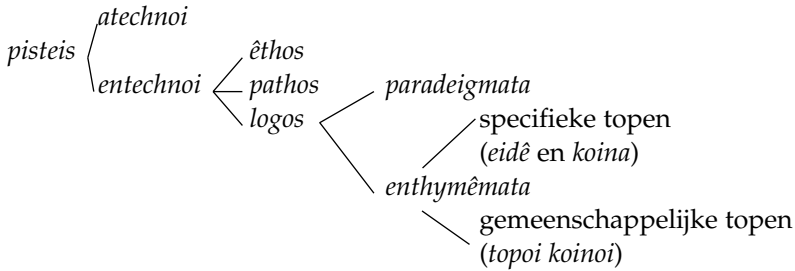 atechnoi
pisteis
entechnoi
êthos
pathos
logos
paradeigmata
specifieke topen
(eidê en koina)
enthymêmata
gemeenschappelijke topen
(topoi koinoi)